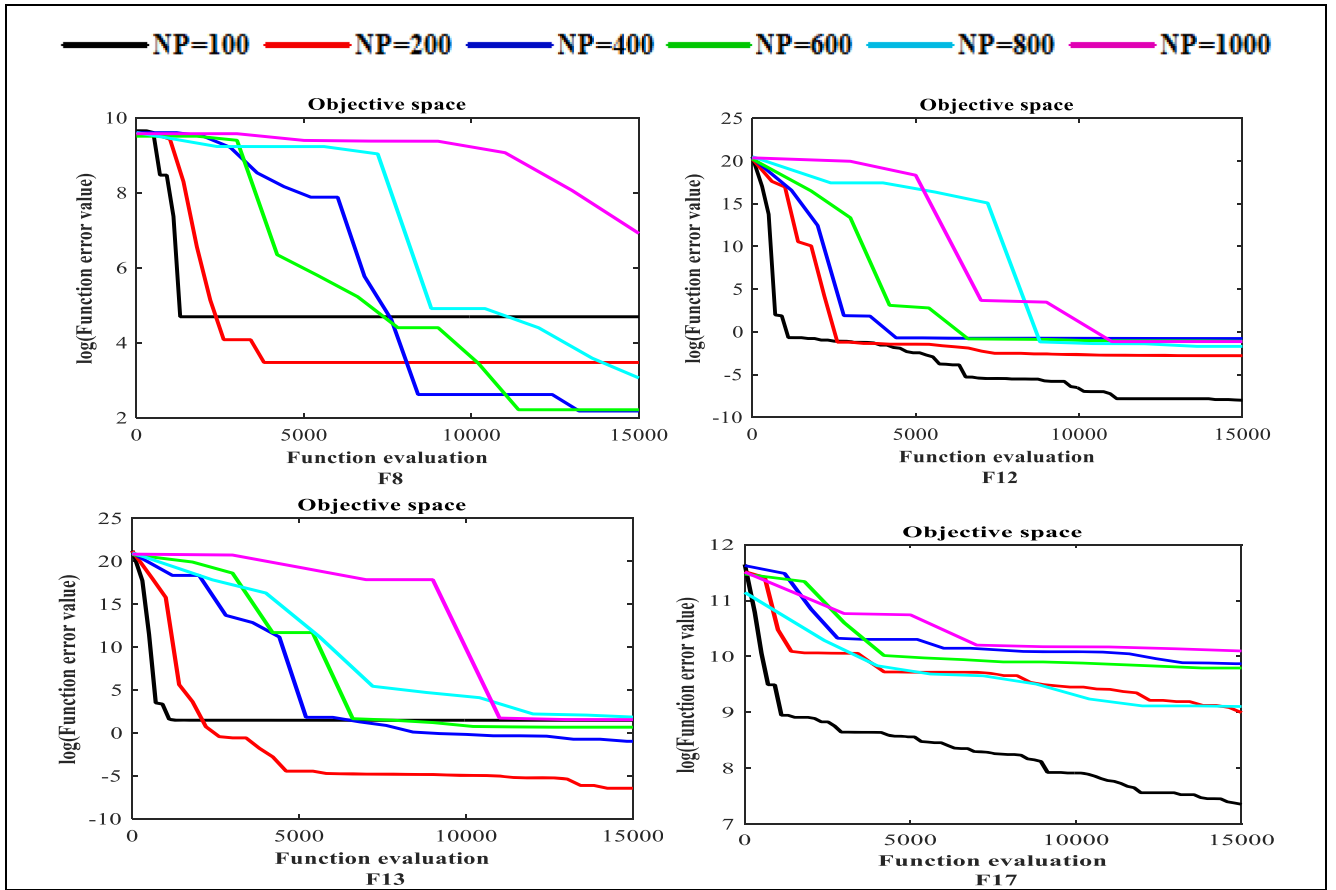 NP=100 NP=200 NP=400 NP=600 NP=800 NP=1000
Objective space
log(Function error value)
10
8
6
4
2
0 5000 10000 15000
Function evaluation
F8
Objective space
log(Function error value)
25
20
15
10
5
0
-5
-10
0 5000 10000 15000
Function evaluation
F12
Objective space
log(Function error value)
25
20
15
10
5
0
-5
-10
0 5000 10000 15000
Function evaluation
F13
Objective space
log(Function error value)
12
11
10
9
8
7
0 5000 10000 15000
Function evaluation
F17